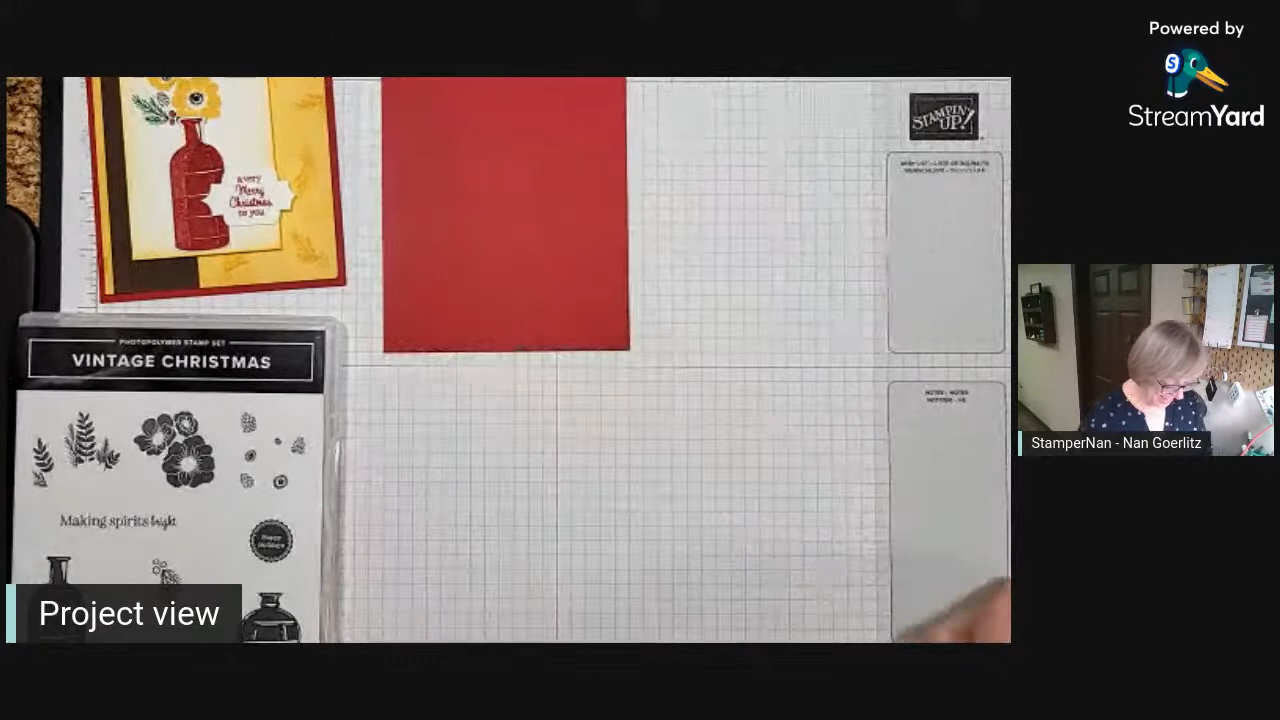 Powered by
S
StreamYard
STAMPIN' UP!
a very
Merry
Christmas
to you
PHOTOPOLYMER STAMP SET
VINTAGE CHRISTMAS
Making spirits bright
Happy
Project view
StamperNan - Nan Goerlitz